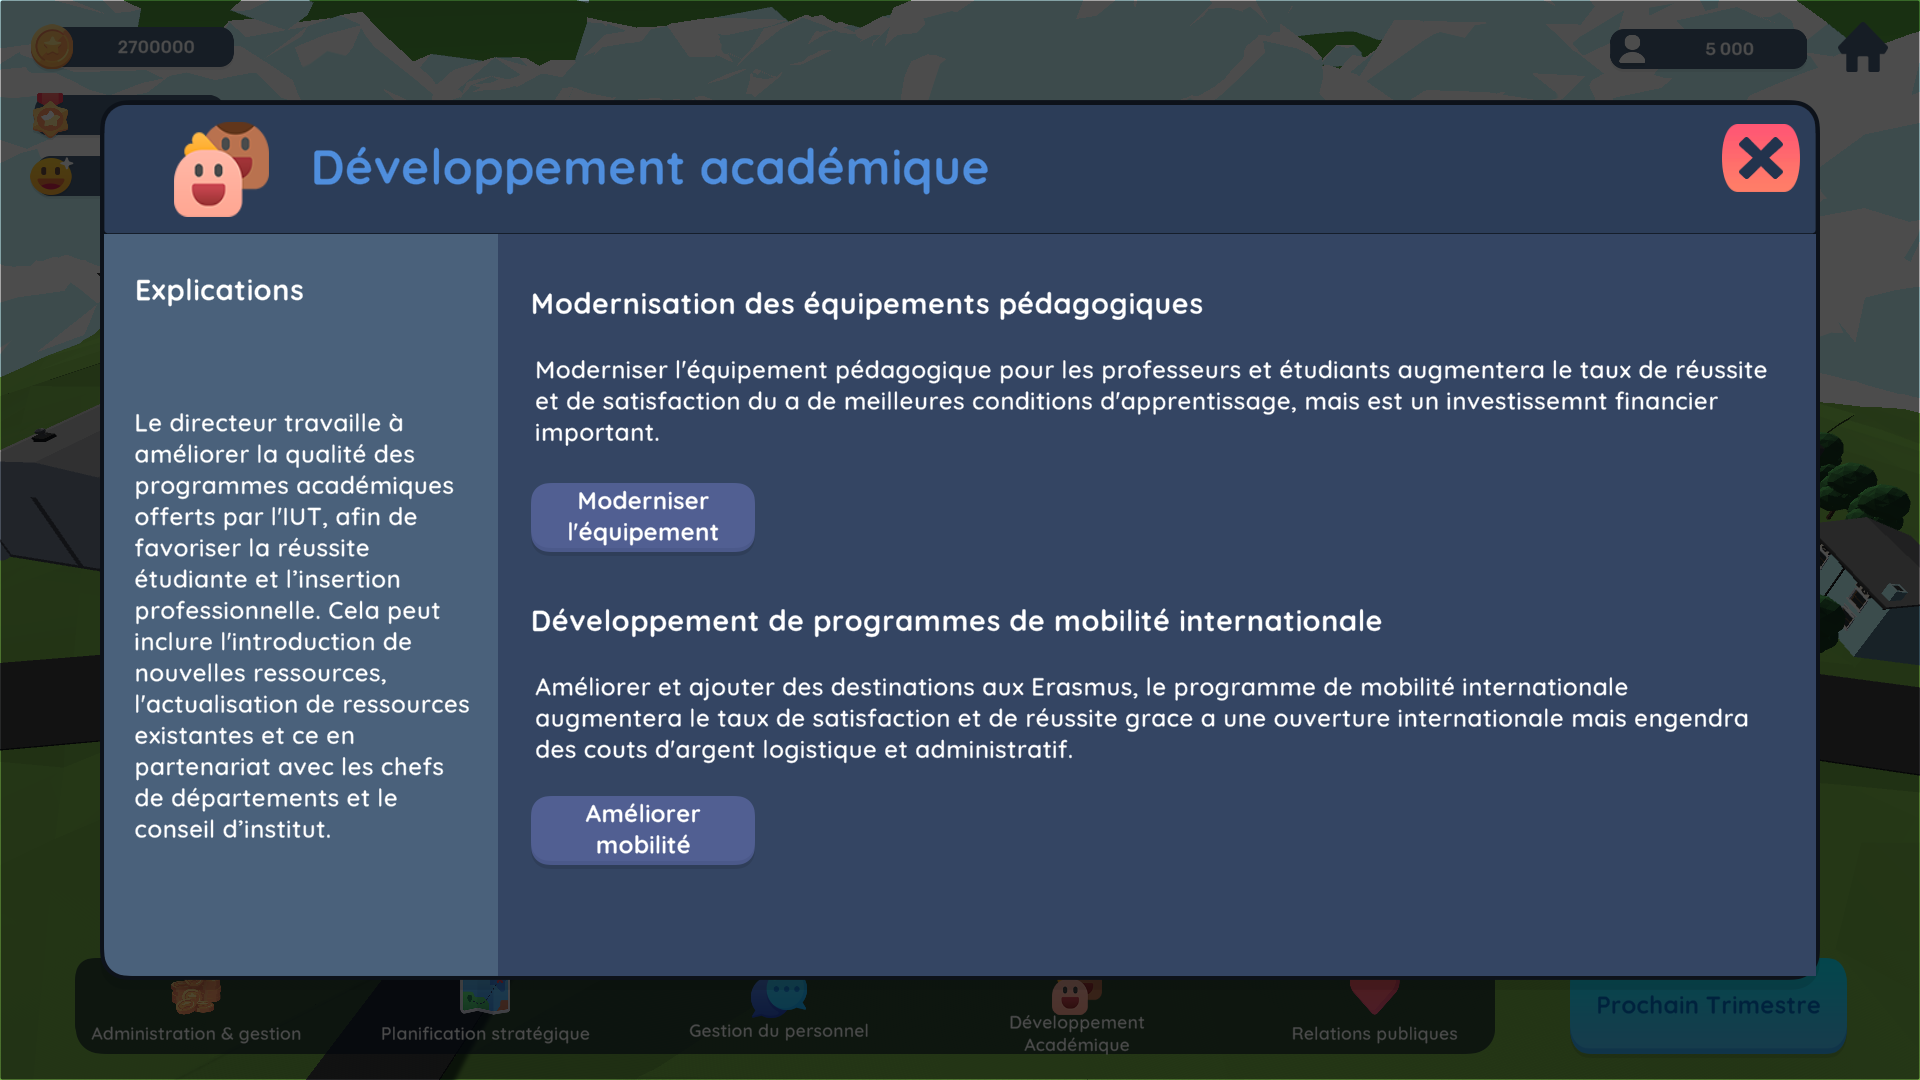 2700000
5 000
Développement académique
Explications
Le directeur travaille à
améliorer la qualité des
programmes académiques
offerts par l'IUT, afin de
favoriser la réussite
étudiante et l’insertion
professionnelle. Cela peut
inclure l'introduction de
nouvelles ressources,
l'actualisation de ressources
existantes et ce en
partenariat avec les chefs
de départements et le
conseil d’institut.
Modernisation des équipements pédagogiques
Moderniser l'équipement pédagogique pour les professeurs et étudiants augmentera le taux de réussite
et de satisfaction du a de meilleures conditions d'apprentissage, mais est un investissemnt financier
important.
Moderniser
l'équipement
Développement de programmes de mobilité internationale
Améliorer et ajouter des destinations aux Erasmus, le programme de mobilité internationale
augmentera le taux de satisfaction et de réussite grace a une ouverture internationale mais engendra
des couts d'argent logistique et administratif.
Améliorer
mobilité
Administration & gestion
Planification stratégique
Gestion du personnel
Développement
Académique
Relations publiques
Prochain Trimestre